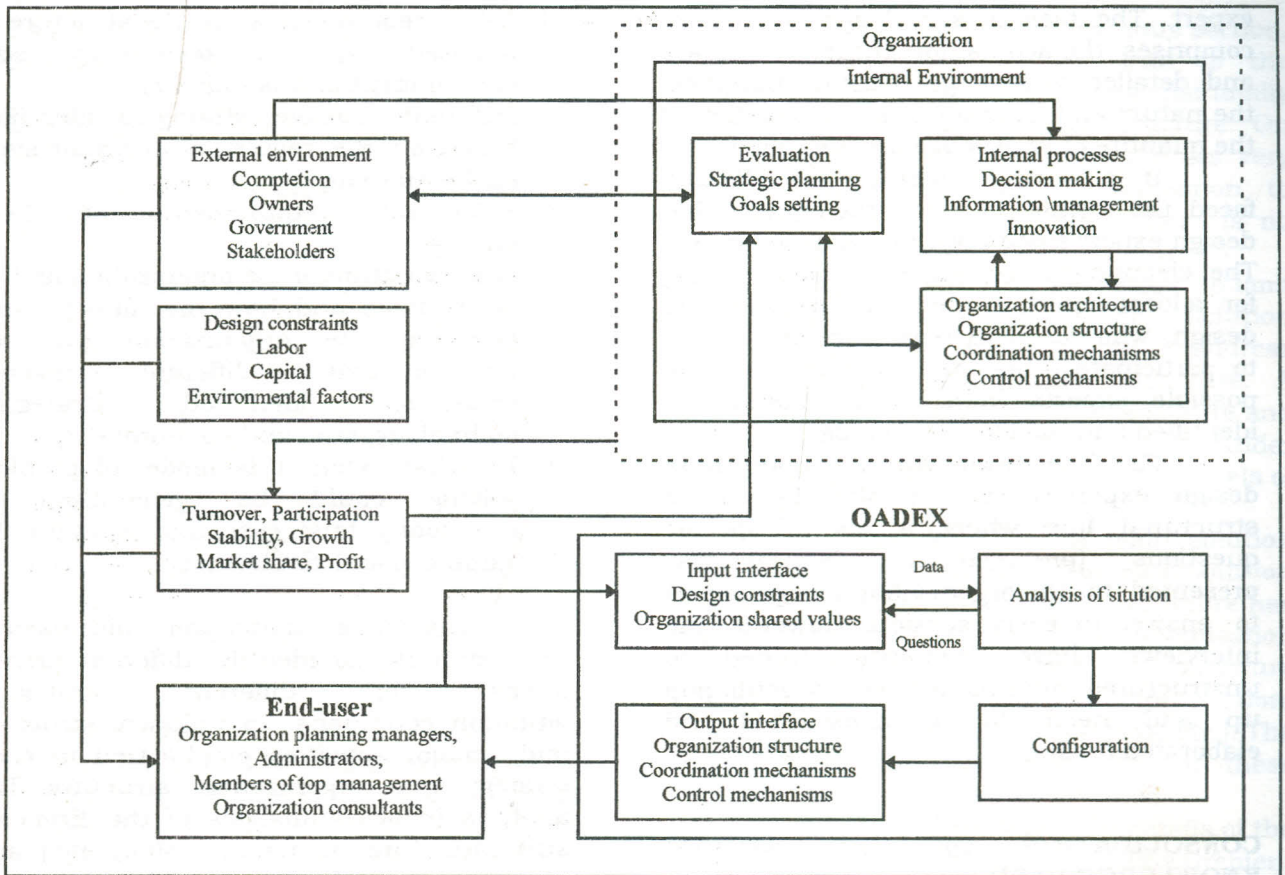 Organization
Internal Environment
External environment
Comptetion
Owners
Government
Stakeholders
Evaluation
Strategic planning
Goals setting
Internal processes
Decision making
Information \management
Innovation
Design constraints
Labor
Capital
Environmental factors
Organization architecture
Organization structure
Coordination mechanisms
Control mechanisms
Turnover, Participation
Stability, Growth
Market share, Profit
OADEX
Input interface
Design constraints
Organization shared values
Data
Questions
Analysis of sitution
End-user
Organization planning managers,
Administrators,
Members of top management
Organization consultants
Output interface
Organization structure
Coordination mechanisms
Control mechanisms
Configuration